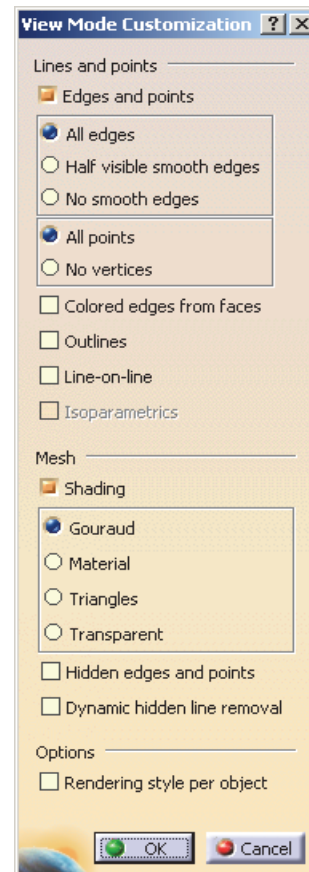 View Mode Customization ? X
Lines and points
Edges and points
All edges
Half visible smooth edges
No smooth edges
All points
No vertices
Colored edges from faces
Outlines
Line-on-line
Isoparametrics
Mesh
Shading
Gouraud
Material
Triangles
Transparent
Hidden edges and points
Dynamic hidden line removal
Options
Rendering style per object
OK Cancel